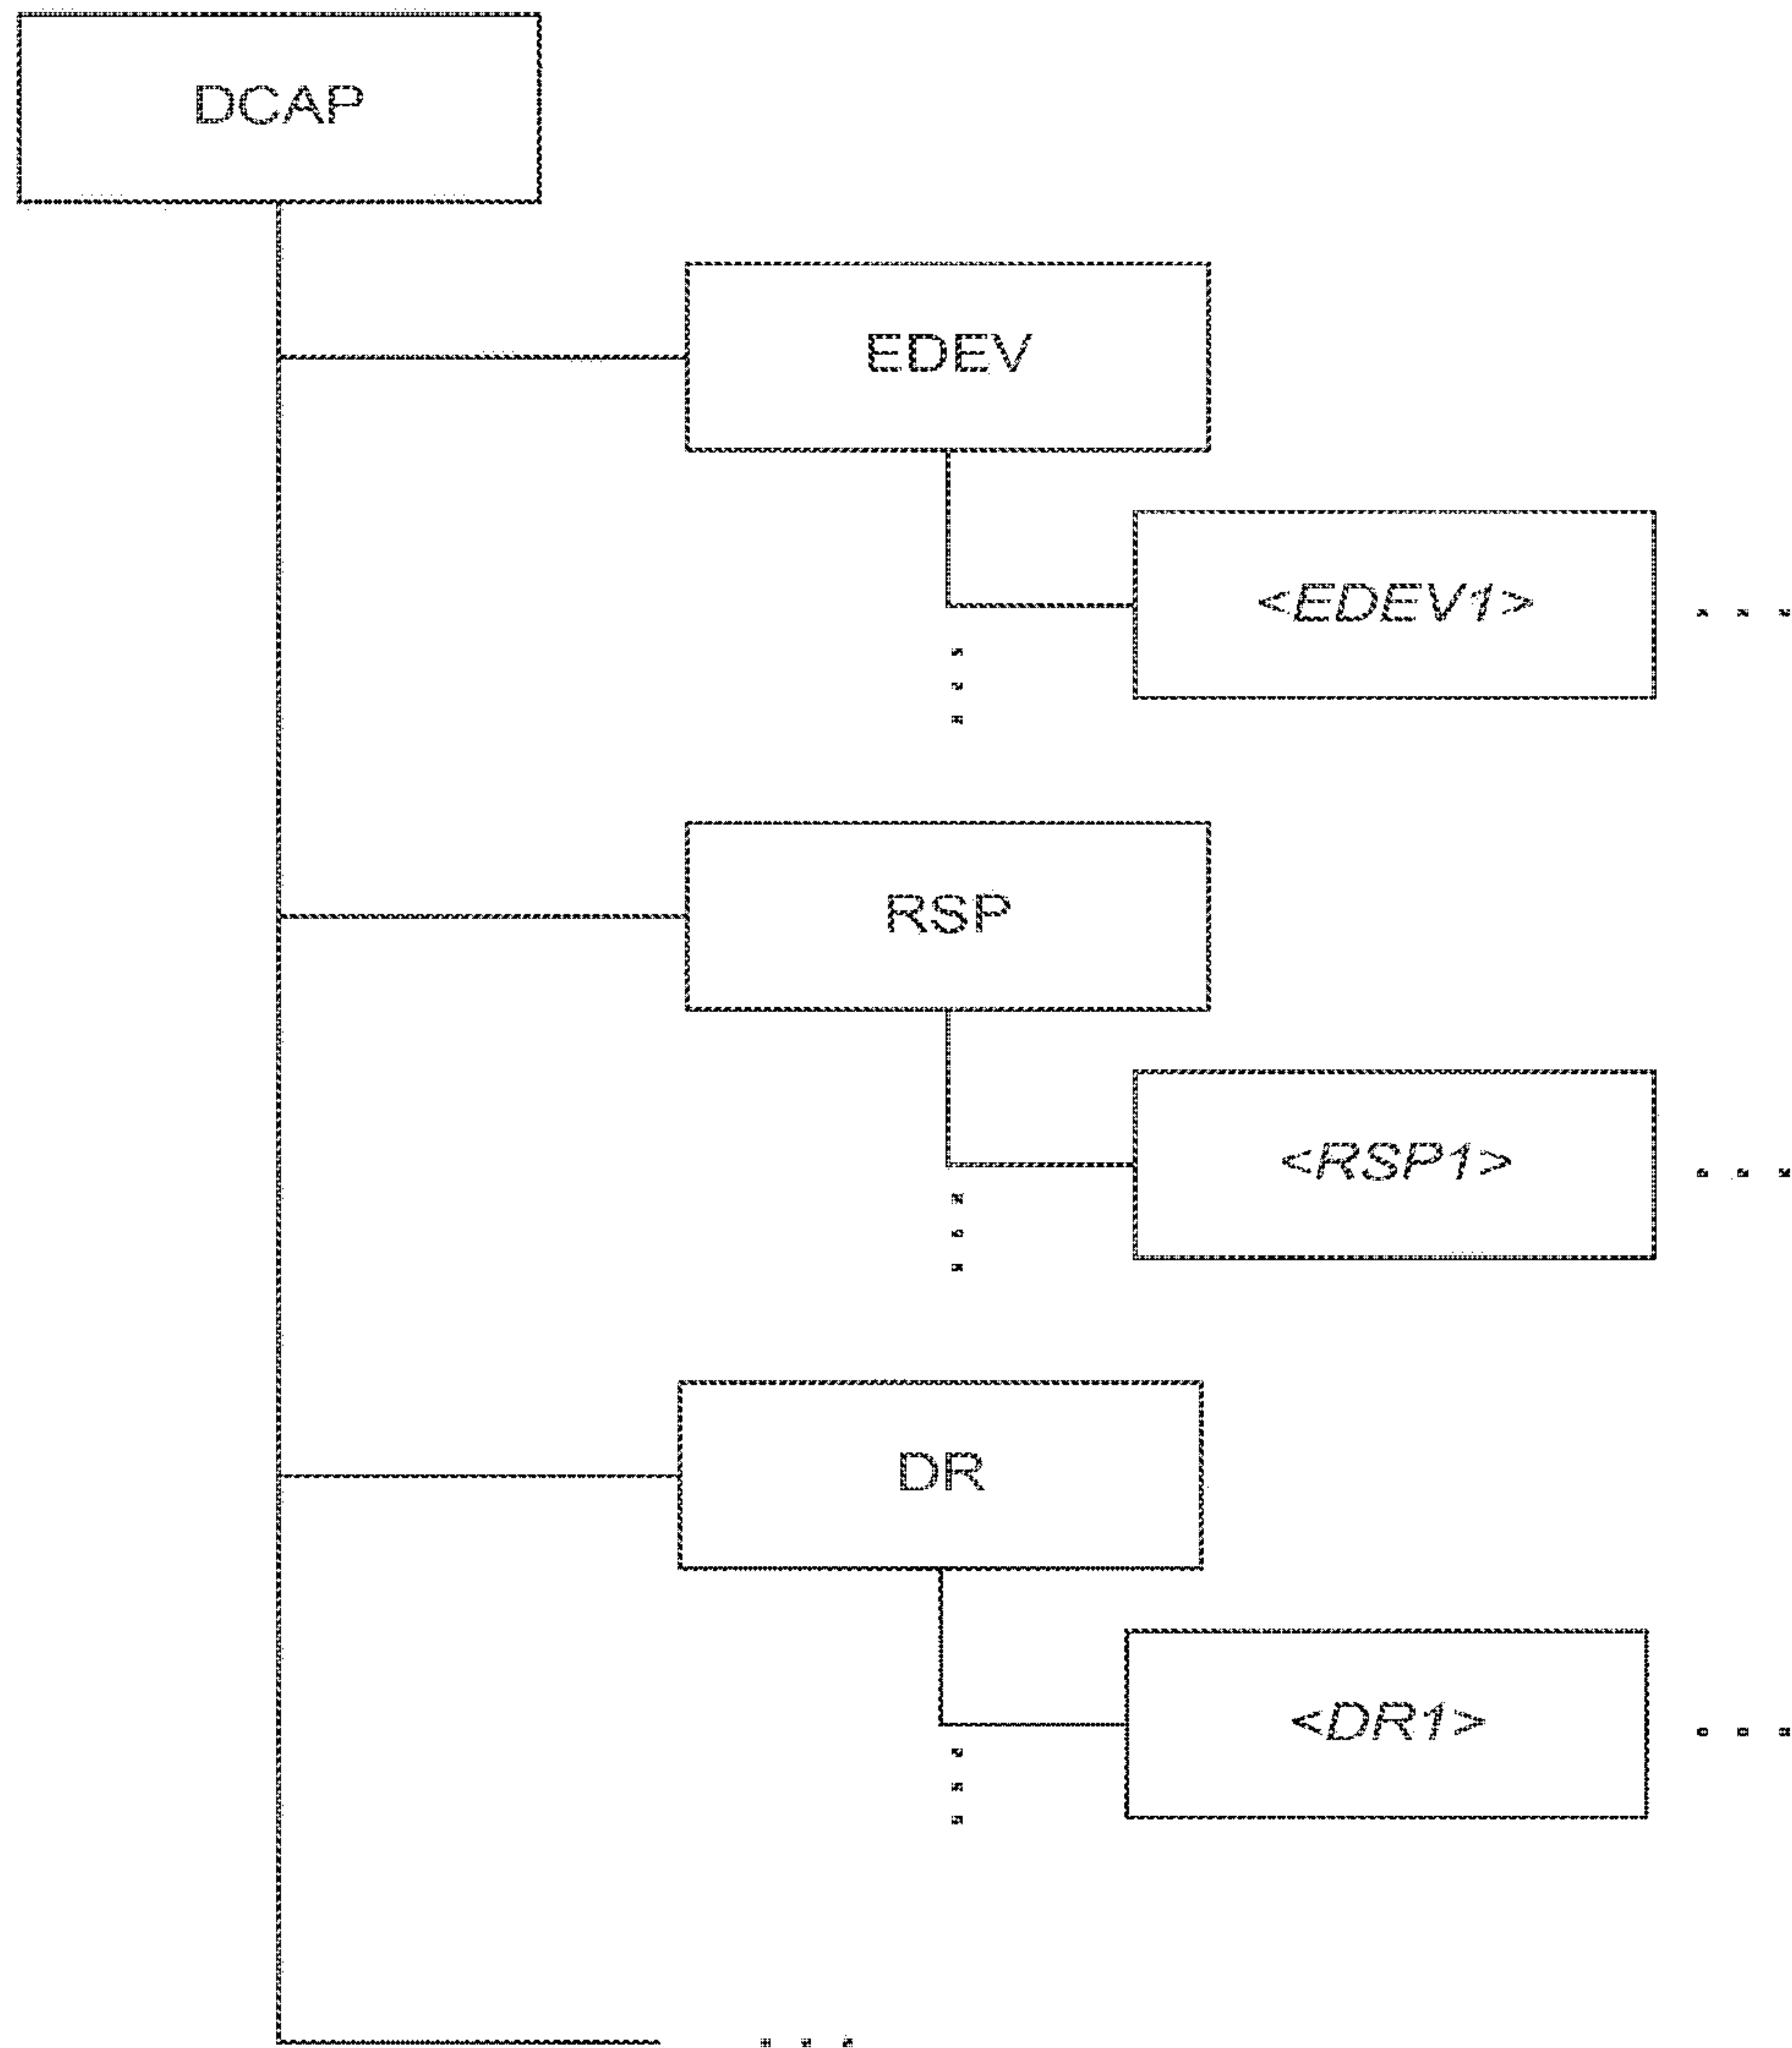 DCAP
EDEV
<EDEV1>
RSP
<RSP1>
DR
<DR1>